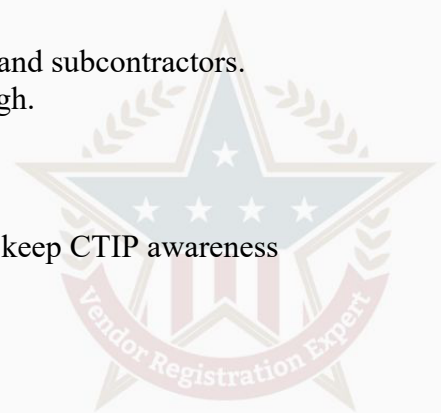 and subcontractors.
gh.
keep CTIP awareness
Vendor Registration Expert